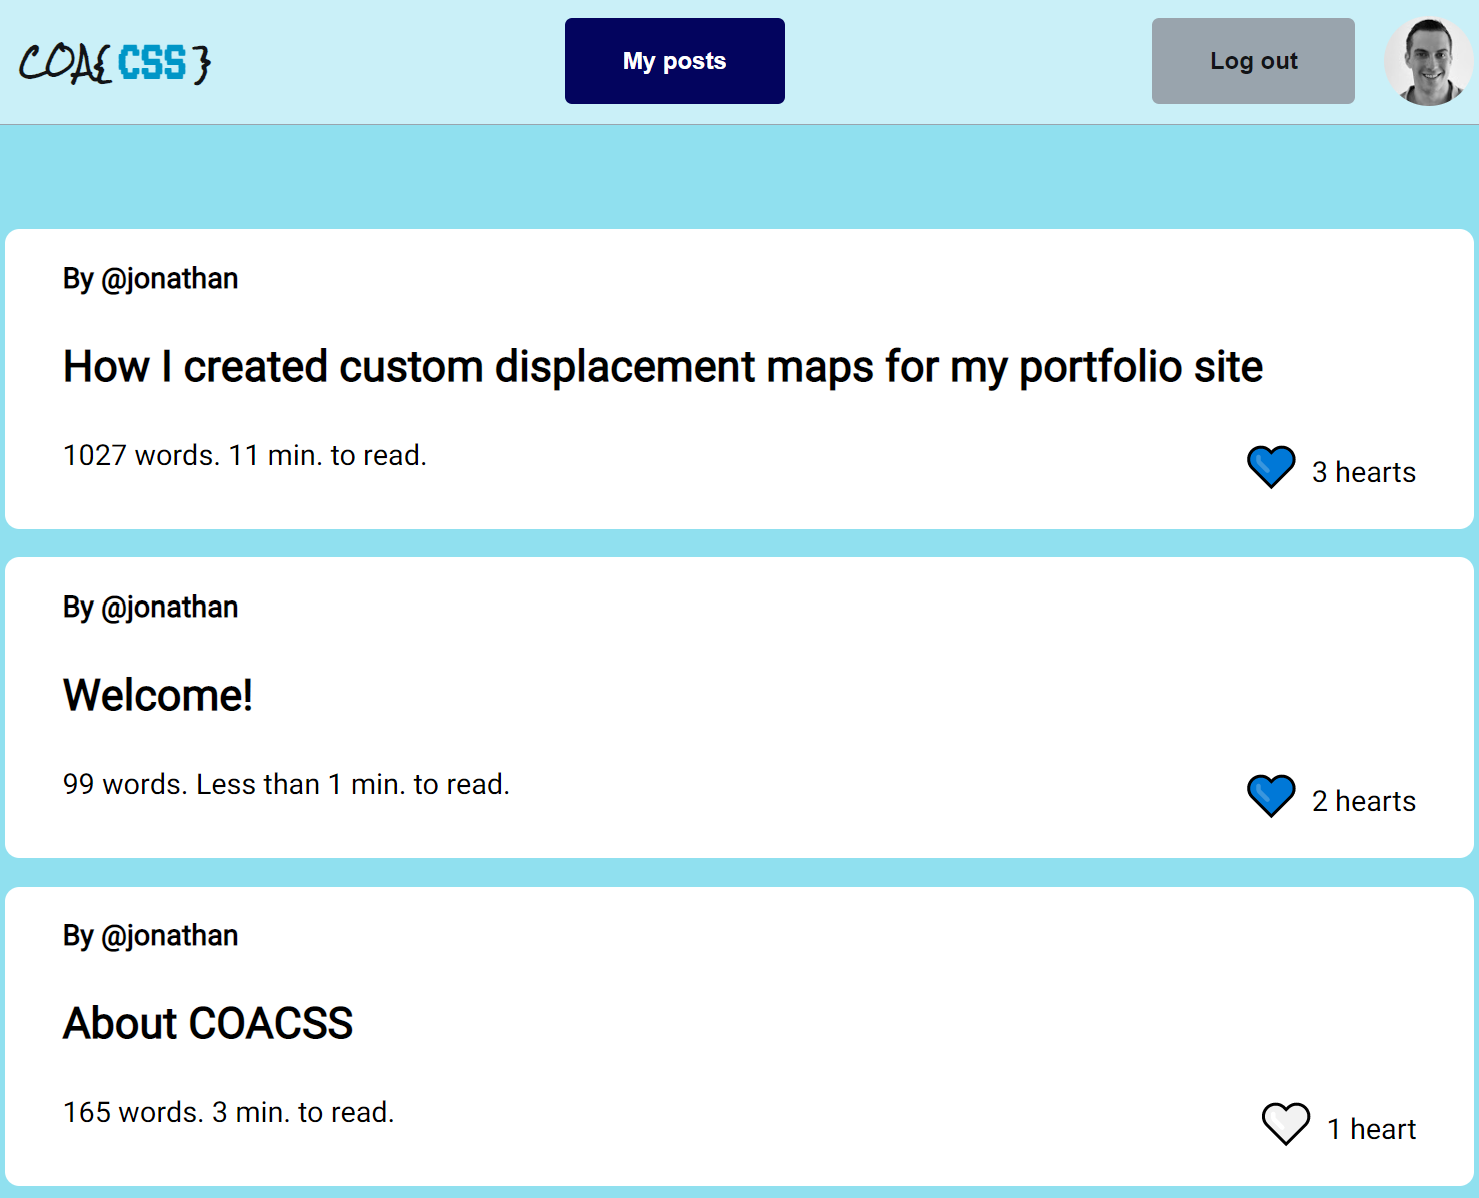 COA{CSS}
My posts
Log out
By @jonathan
How I created custom displacement maps for my portfolio site
1027 words. 11 min. to read.
3 hearts
By @jonathan
Welcome!
99 words. Less than 1 min. to read.
2 hearts
By @jonathan
About COACSS
165 words. 3 min. to read.
1 heart